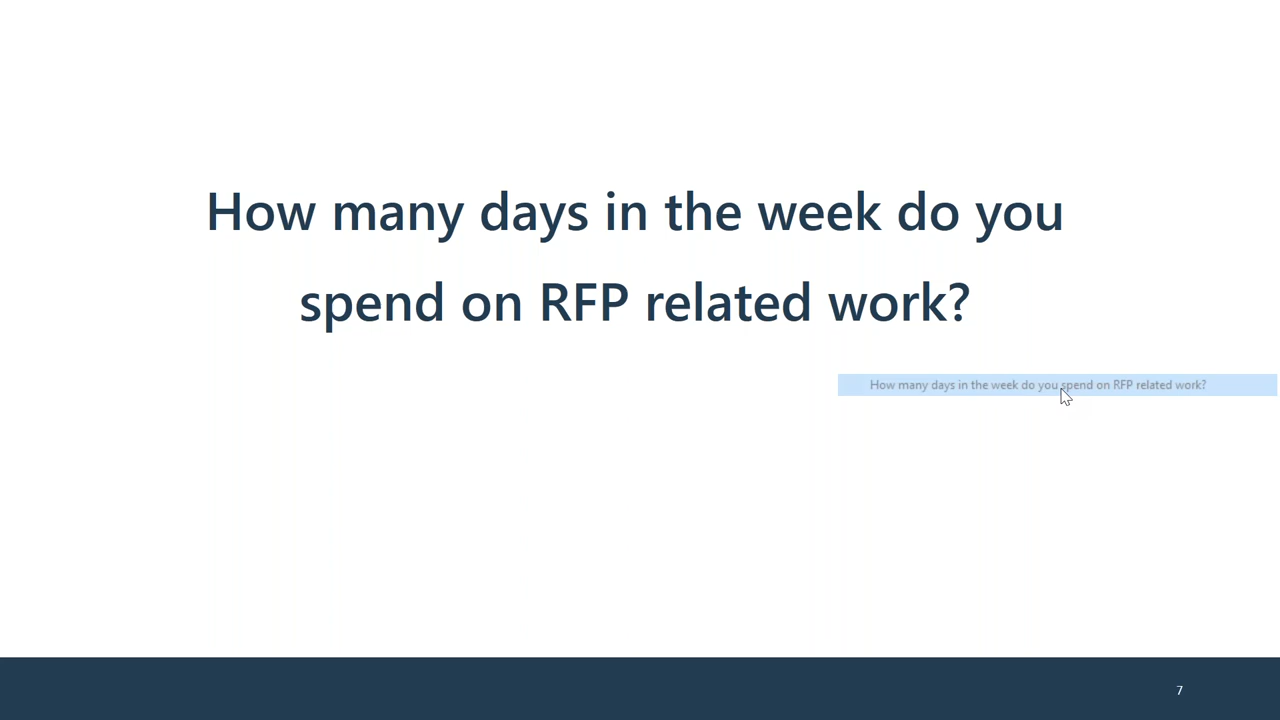 How many days in the week do you
spend on RFP related work?
How many days in the week do you spend on RFP related work?
7